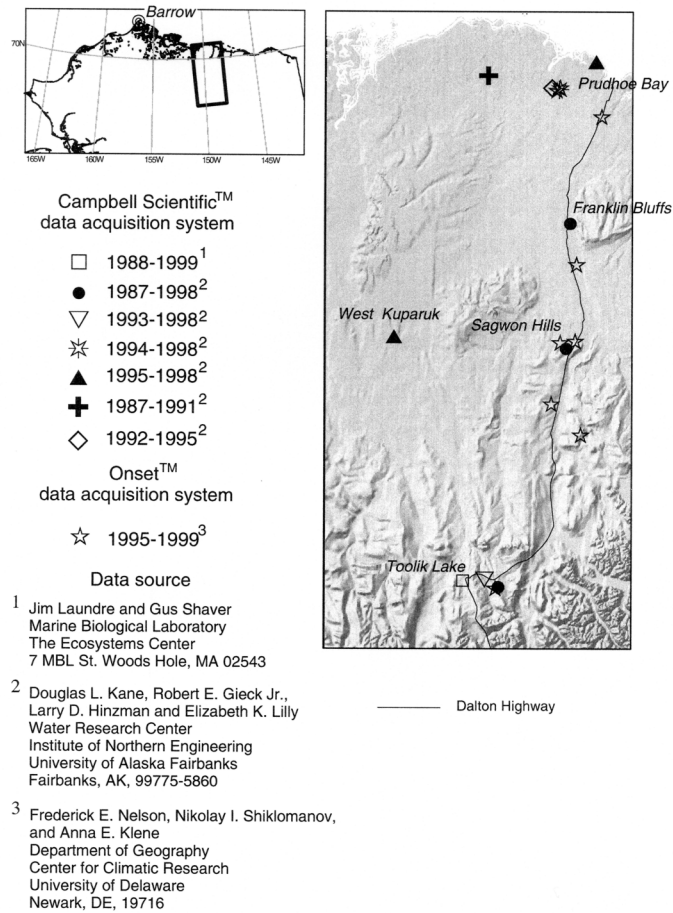 Barrow
70N
165W 160W 155W 150W 145W
Campbell Scientific™
data acquisition system
1988-1999¹
1987-1998²
1993-1998²
1994-1998²
1995-1998²
1987-1991²
1992-1995²
Onset™
data acquisition system
1995-1999³
Data source
¹ Jim Laundre and Gus Shaver
Marine Biological Laboratory
The Ecosystems Center
7 MBL St. Woods Hole, MA 02543
² Douglas L. Kane, Robert E. Gieck Jr.,
Larry D. Hinzman and Elizabeth K. Lilly
Water Research Center
Institute of Northern Engineering
University of Alaska Fairbanks
Fairbanks, AK, 99775-5860
³ Frederick E. Nelson, Nikolay I. Shiklomanov,
and Anna E. Klene
Department of Geography
Center for Climatic Research
University of Delaware
Newark, DE, 19716
Prudhoe Bay
Franklin Bluffs
West Kuparuk
Sagwon Hills
Toolik Lake
Dalton Highway